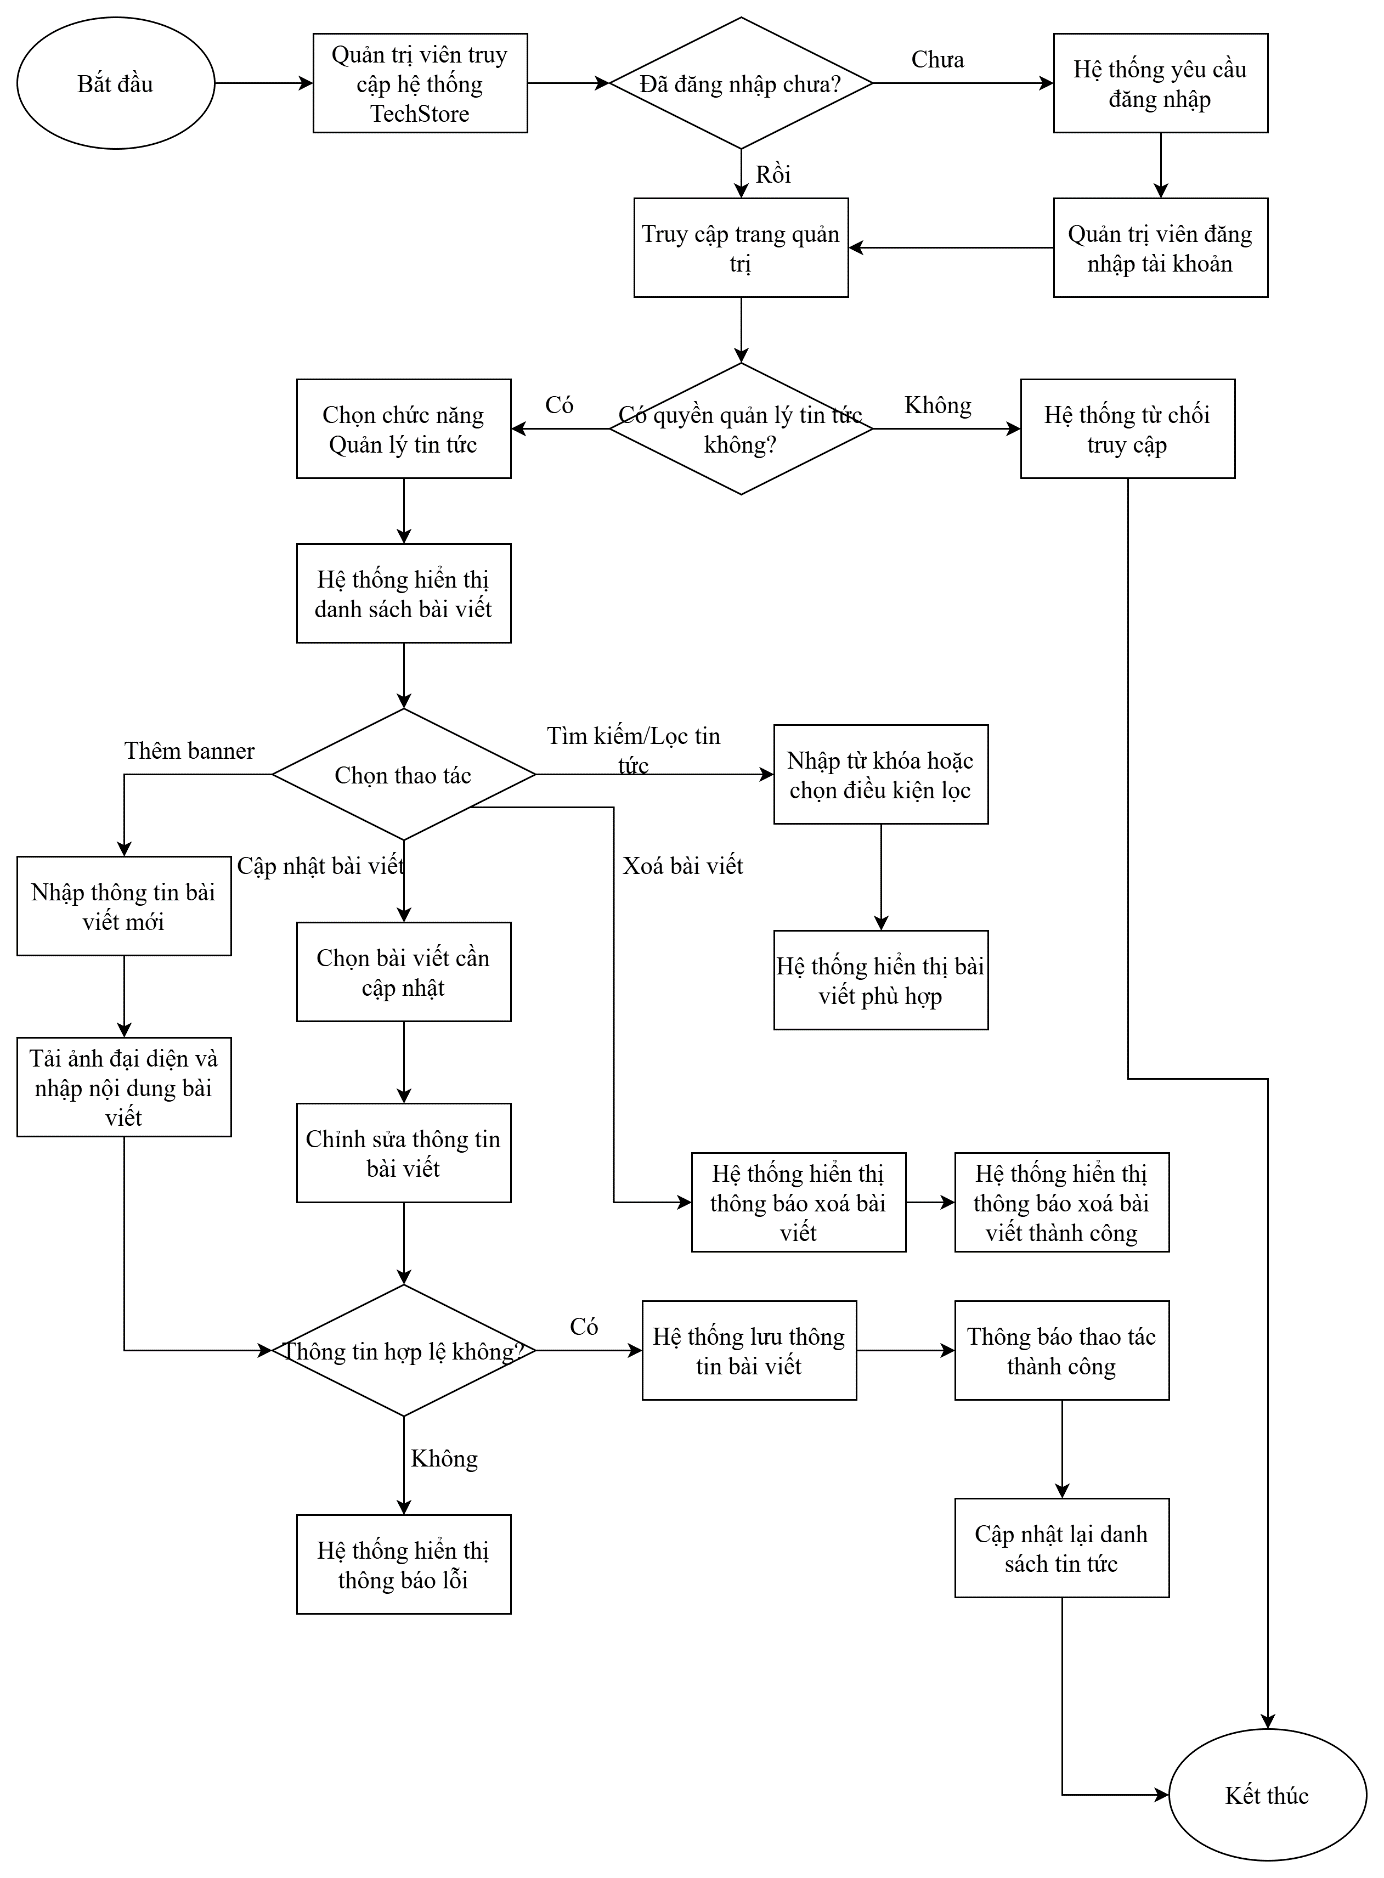 Bắt đầu
Quản trị viên truy
cập hệ thống
TechStore
Đã đăng nhập chưa?
Chưa
Hệ thống yêu cầu
đăng nhập
Rồi
Truy cập trang quản
trị
Quản trị viên đăng
nhập tài khoản
Chọn chức năng
Quản lý tin tức
Có
Có quyền quản lý tin tức
không?
Không
Hệ thống từ chối
truy cập
Hệ thống hiển thị
danh sách bài viết
Thêm banner
Chọn thao tác
Tìm kiếm/Lọc tin
tức
Nhập từ khóa hoặc
chọn điều kiện lọc
Nhập thông tin bài
viết mới
Cập nhật bài viết
Xoá bài viết
Chọn bài viết cần
cập nhật
Hệ thống hiển thị bài
viết phù hợp
Tải ảnh đại diện và
nhập nội dung bài
viết
Chỉnh sửa thông tin
bài viết
Hệ thống hiển thị
thông báo xoá bài
viết
Hệ thống hiển thị
thông báo xoá bài
viết thành công
Thông tin hợp lệ không?
Có
Hệ thống lưu thông
tin bài viết
Thông báo thao tác
thành công
Không
Hệ thống hiển thị
thông báo lỗi
Cập nhật lại danh
sách tin tức
Kết thúc